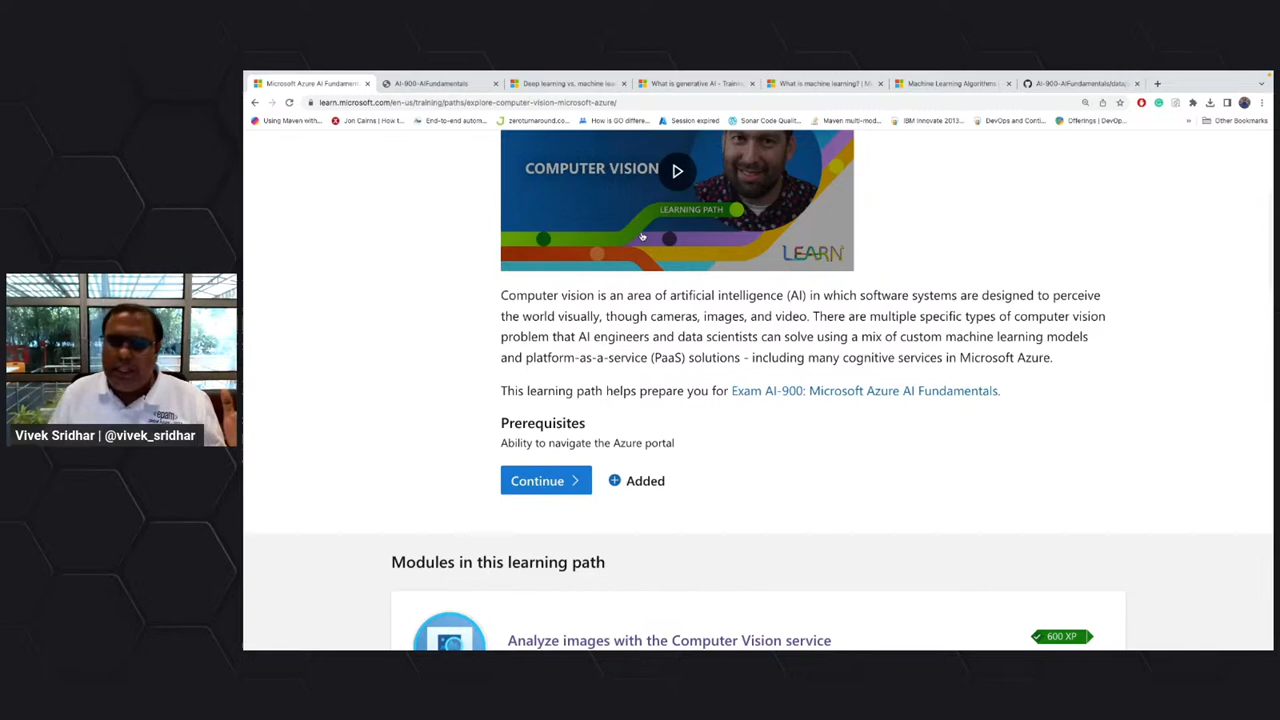 Microsoft Azure AI Fundamen
AI-900-AIFundamentals
Deep learning vs. machine lea
What is generative AI - Trainin
What is machine learning? | M
Machine Learning Algorithms
AI-900-AIFundamentals/data
learn.microsoft.com/en-us/training/paths/explore-computer-vision-microsoft-azure/
Using Maven with...
Jon Cairns | How t...
End-to-end autom...
zeroturnaround.co...
How is GO differe...
Session expired
Sonar Code Qualit...
Maven multi-mod...
IBM Innovate 2013...
DevOps and Conti...
Offerings | DevOp...
Other Bookmarks
COMPUTER VISION
LEARNING PATH
LEARN
Computer vision is an area of artificial intelligence (AI) in which software systems are designed to perceive
the world visually, though cameras, images, and video. There are multiple specific types of computer vision
problem that AI engineers and data scientists can solve using a mix of custom machine learning models
and platform-as-a-service (PaaS) solutions - including many cognitive services in Microsoft Azure.
This learning path helps prepare you for Exam AI-900: Microsoft Azure AI Fundamentals.
Prerequisites
Ability to navigate the Azure portal
Continue
Added
Modules in this learning path
Analyze images with the Computer Vision service
600 XP
<epam>
Vivek Sridhar | @vivek_sridhar